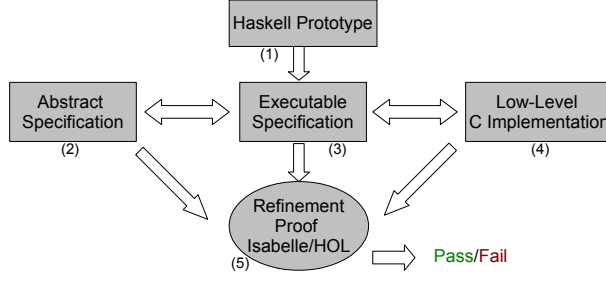 Haskell Prototype
(1)
Abstract
Specification
(2)
Executable
Specification
(3)
Low-Level
C Implementation
(4)
Refinement
Proof
Isabelle/HOL
(5)
Pass/Fail